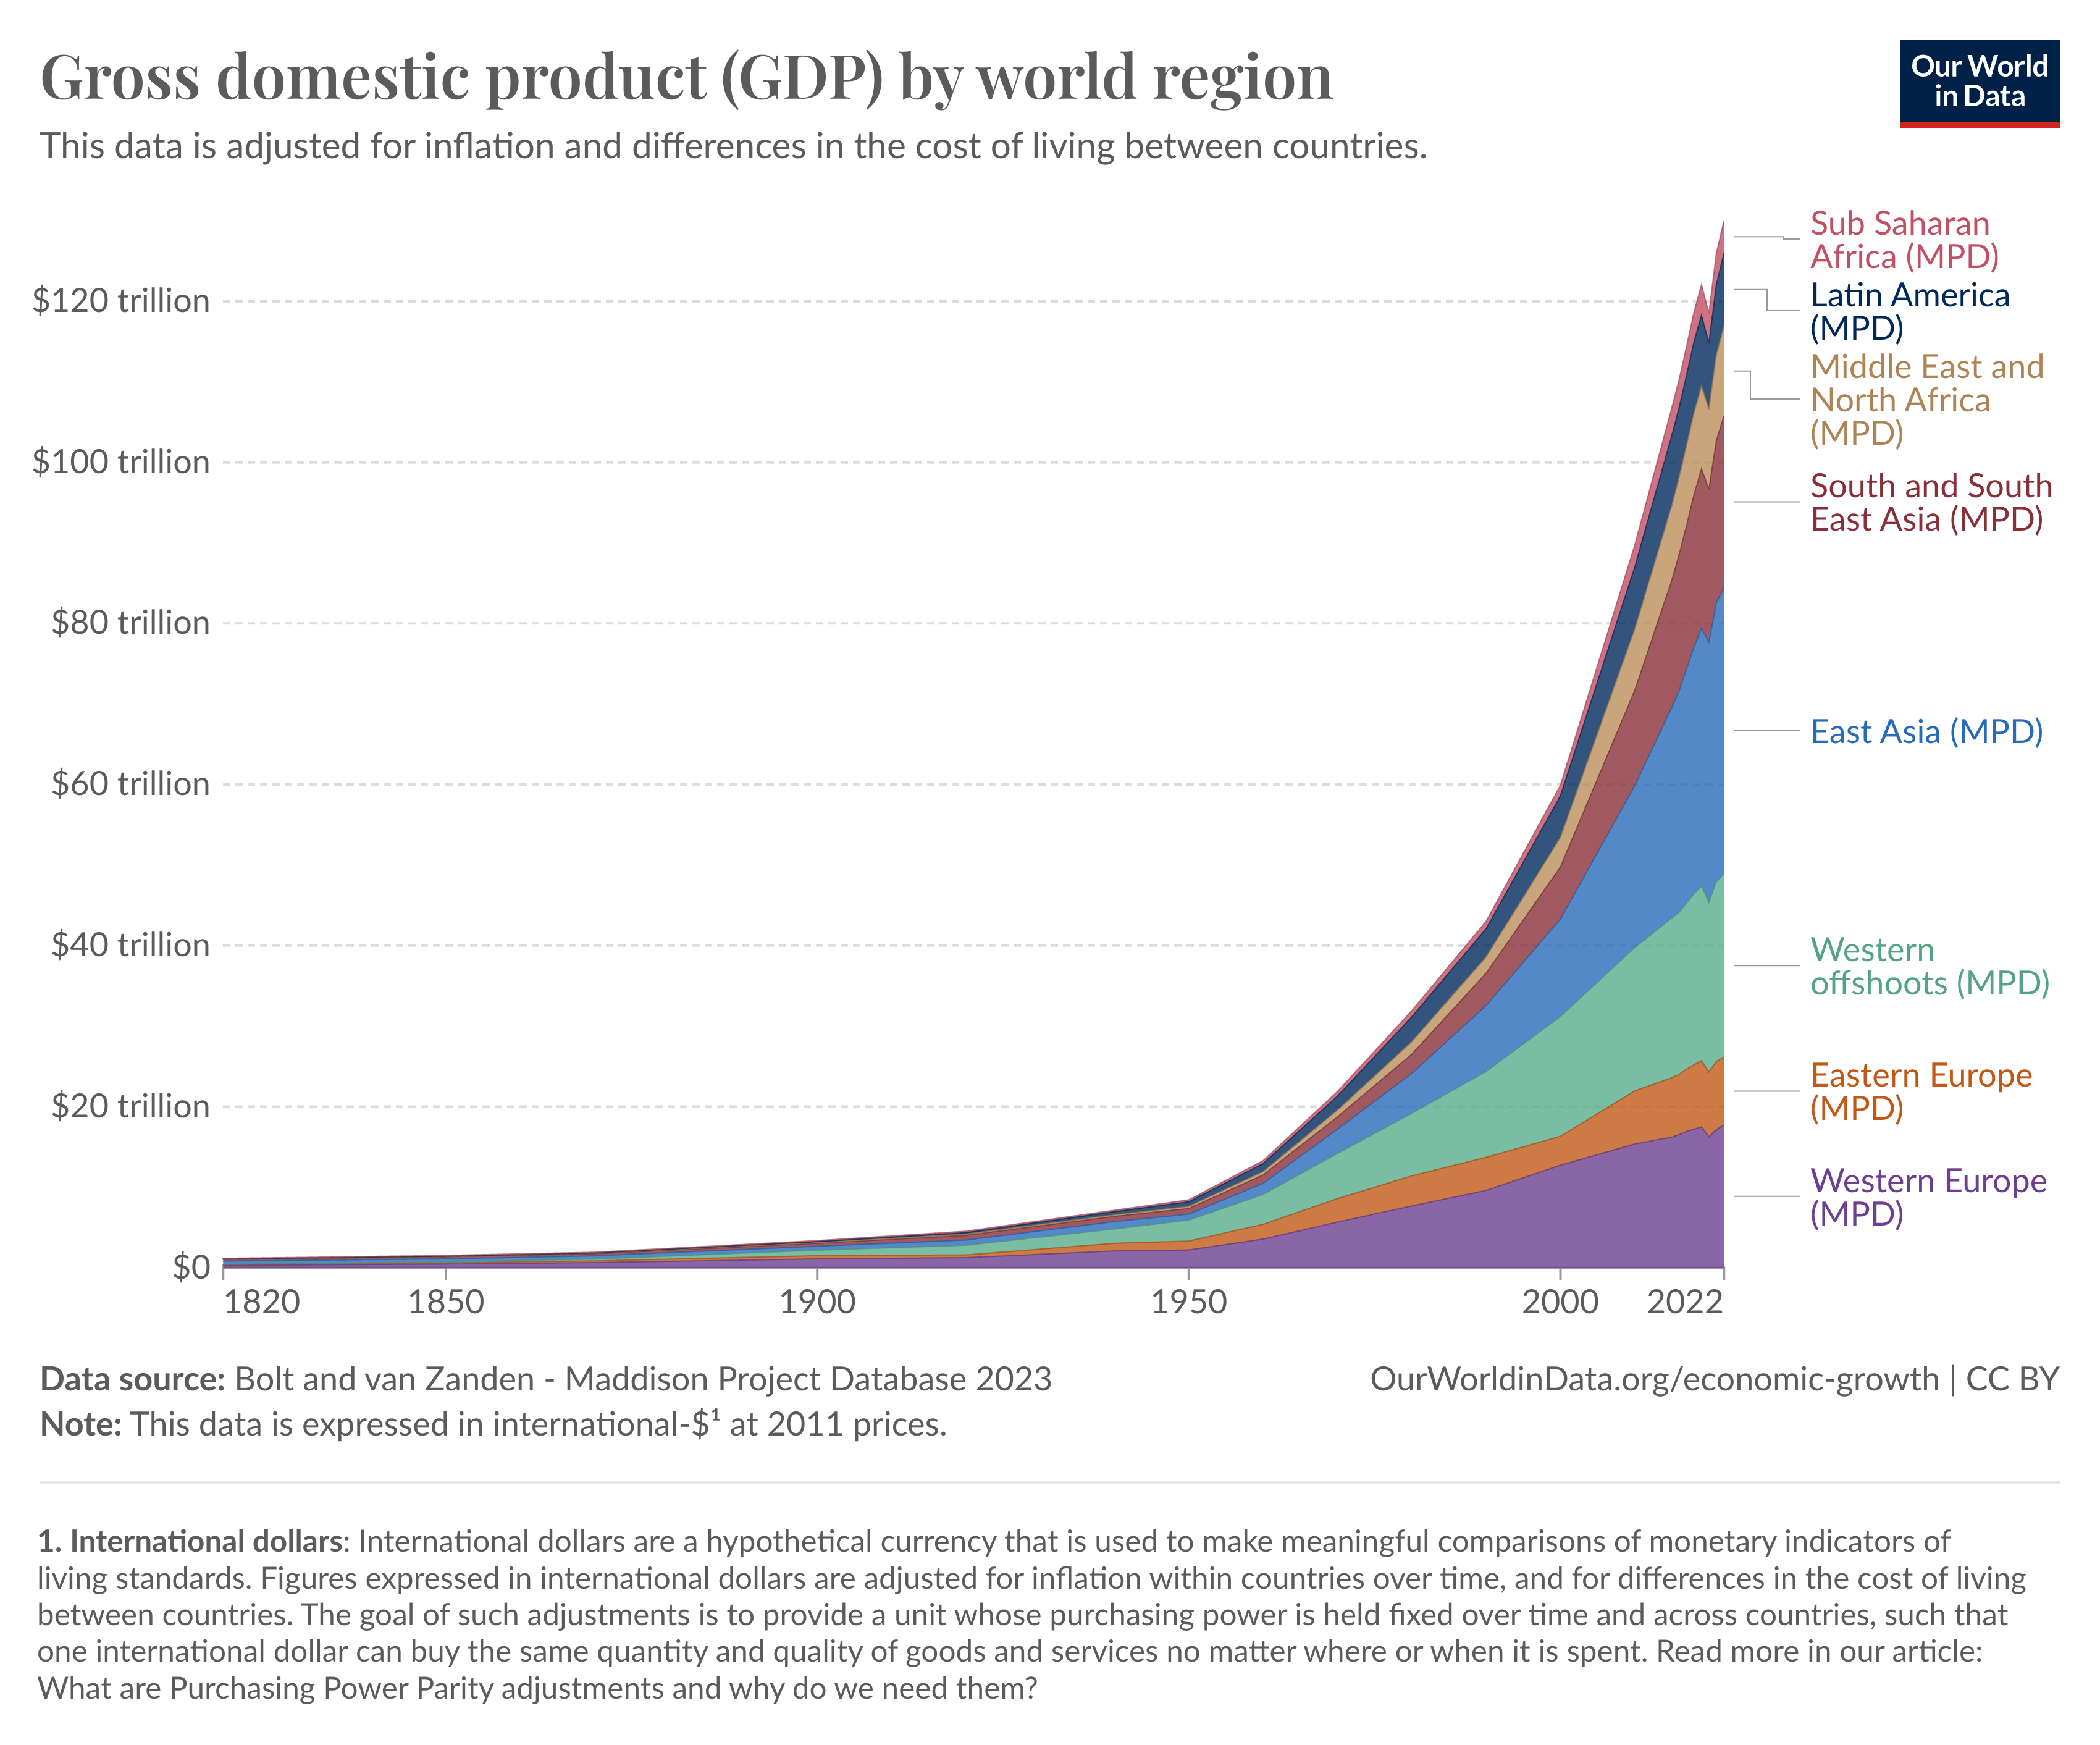 Gross domestic product (GDP) by world region
This data is adjusted for inflation and differences in the cost of living between countries.
Our World
in Data
$120 trillion
$100 trillion
$80 trillion
$60 trillion
$40 trillion
$20 trillion
$0
1820
1850
1900
1950
2000
2022
Sub Saharan
Africa (MPD)
Latin America
(MPD)
Middle East and
North Africa
(MPD)
South and South
East Asia (MPD)
East Asia (MPD)
Western
offshoots (MPD)
Eastern Europe
(MPD)
Western Europe
(MPD)
Data source: Bolt and van Zanden - Maddison Project Database 2023
OurWorldinData.org/economic-growth | CC BY
Note: This data is expressed in international-$¹ at 2011 prices.
1. International dollars: International dollars are a hypothetical currency that is used to make meaningful comparisons of monetary indicators of
living standards. Figures expressed in international dollars are adjusted for inflation within countries over time, and for differences in the cost of living
between countries. The goal of such adjustments is to provide a unit whose purchasing power is held fixed over time and across countries, such that
one international dollar can buy the same quantity and quality of goods and services no matter where or when it is spent. Read more in our article:
What are Purchasing Power Parity adjustments and why do we need them?